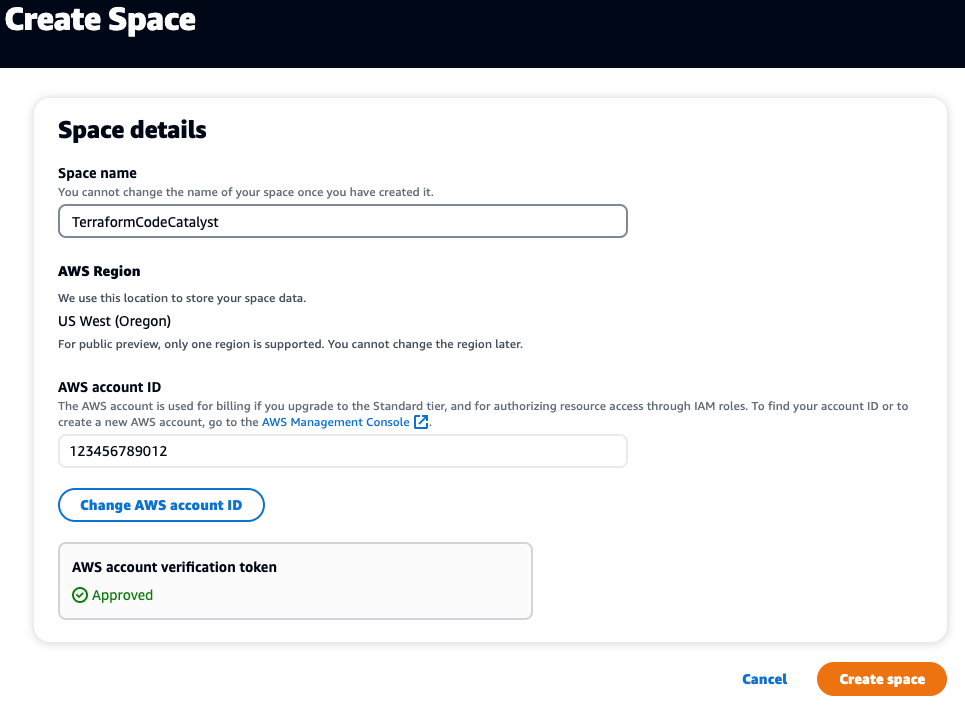 Create Space
Space details
Space name
You cannot change the name of your space once you have created it.
TerraformCodeCatalyst
AWS Region
We use this location to store your space data.
US West (Oregon)
For public preview, only one region is supported. You cannot change the region later.
AWS account ID
The AWS account is used for billing if you upgrade to the Standard tier, and for authorizing resource access through IAM roles. To find your account ID or to
create a new AWS account, go to the AWS Management Console.
123456789012
Change AWS account ID
AWS account verification token
Approved
Cancel
Create space